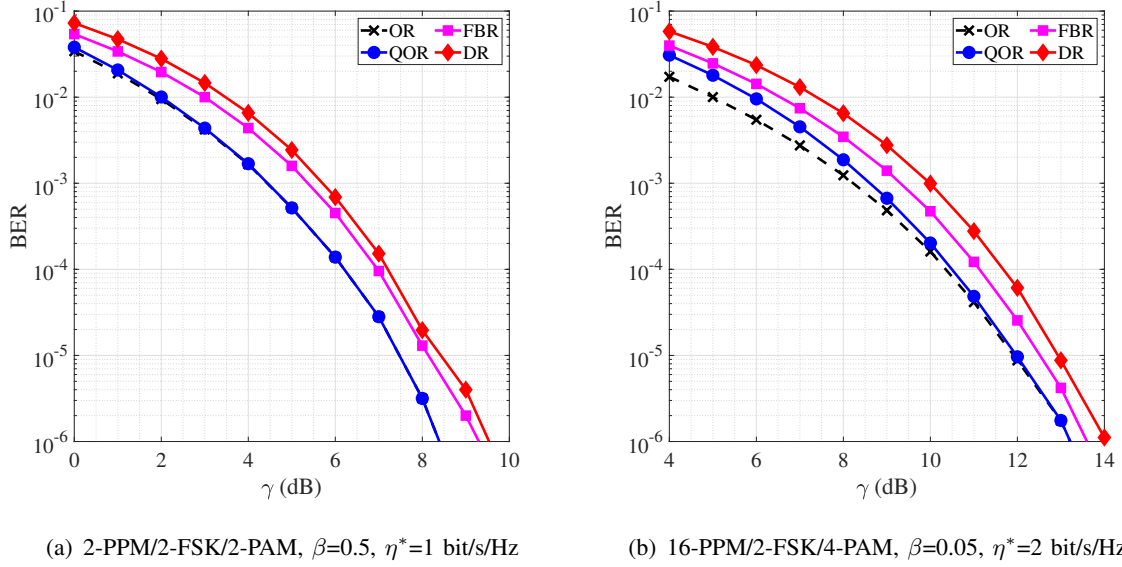 10^-1
10^-2
10^-3
10^-4
10^-5
10^-6
BER
0 2 4 6 8 10
γ (dB)
OR FBR
QOR DR
(a) 2-PPM/2-FSK/2-PAM, β=0.5, η*=1 bit/s/Hz
10^-1
10^-2
10^-3
10^-4
10^-5
10^-6
BER
4 6 8 10 12 14
γ (dB)
OR FBR
QOR DR
(b) 16-PPM/2-FSK/4-PAM, β=0.05, η*=2 bit/s/Hz